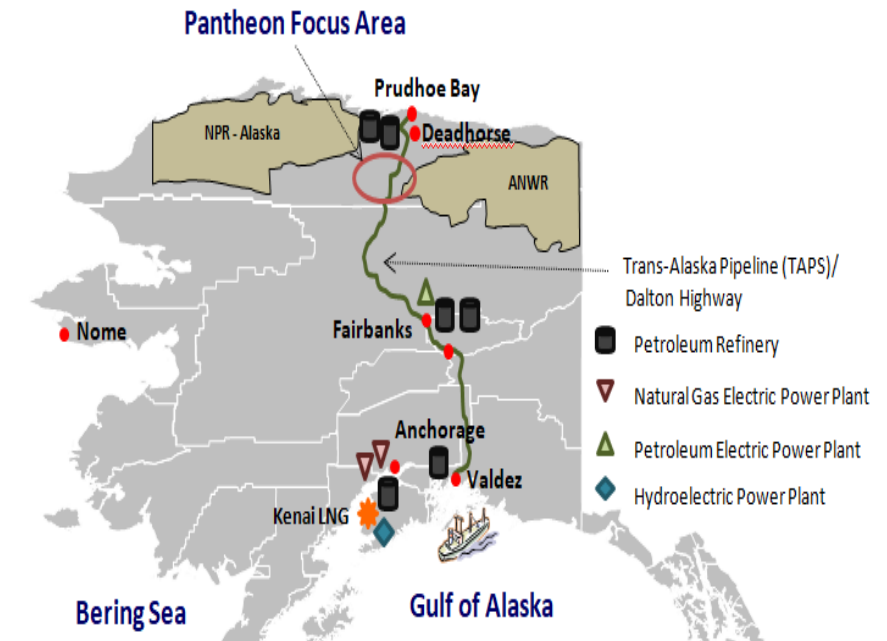 Pantheon Focus Area
Prudhoe Bay
NPR - Alaska
Deadhorse
ANWR
Trans-Alaska Pipeline (TAPS)/
Dalton Highway
Nome
Fairbanks
Petroleum Refinery
Natural Gas Electric Power Plant
Anchorage
Petroleum Electric Power Plant
Valdez
Hydroelectric Power Plant
Kenai LNG
Bering Sea
Gulf of Alaska